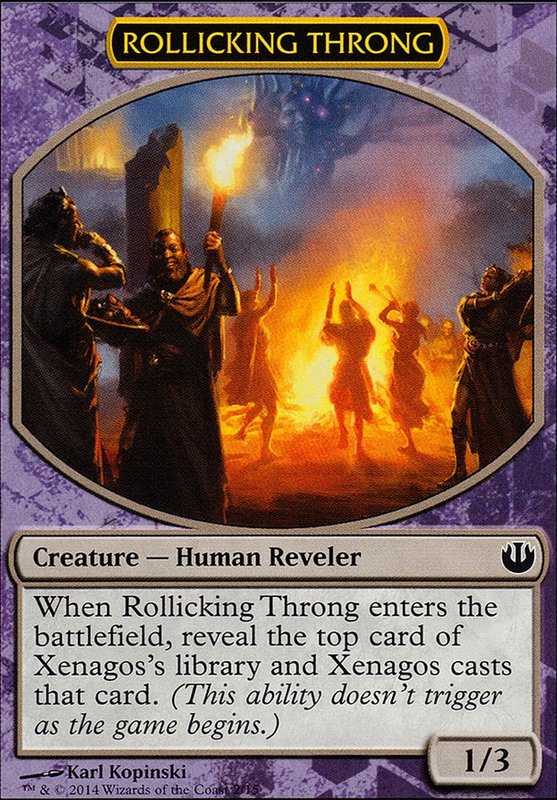 ROLLICKING THRONG
Creature — Human Reveler
When Rollicking Throng enters the
battlefield, reveal the top card of
Xenagos's library and Xenagos casts
that card. (This ability doesn't trigger
as the game begins.)
1/3
Karl Kopinski
™ & © 2014 Wizards of the Coast 2/15